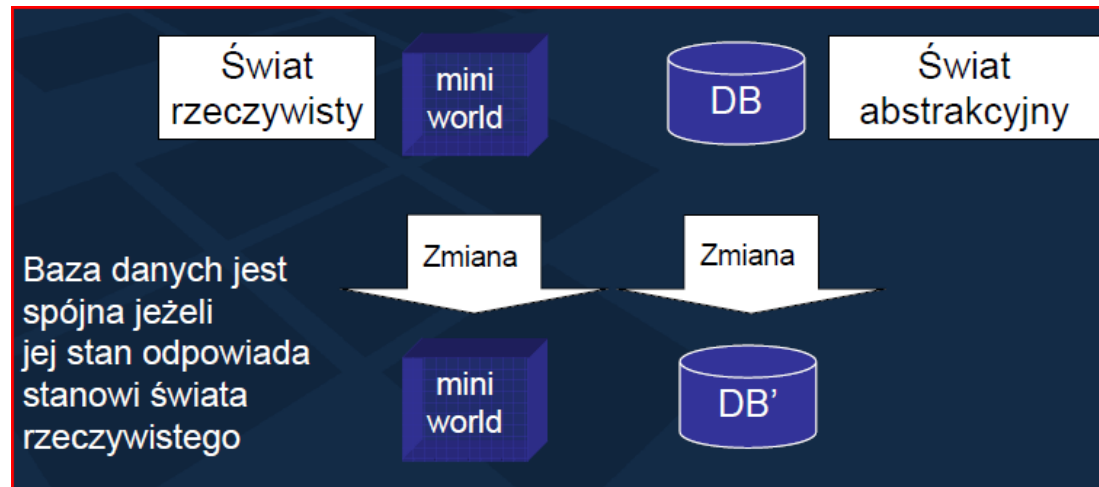 Świat
rzeczywisty
mini
world
DB
Świat
abstrakcyjny
Zmiana
Zmiana
Baza danych jest
spójna jeżeli
jej stan odpowiada
stanowi świata
rzeczywistego
mini
world
DB’